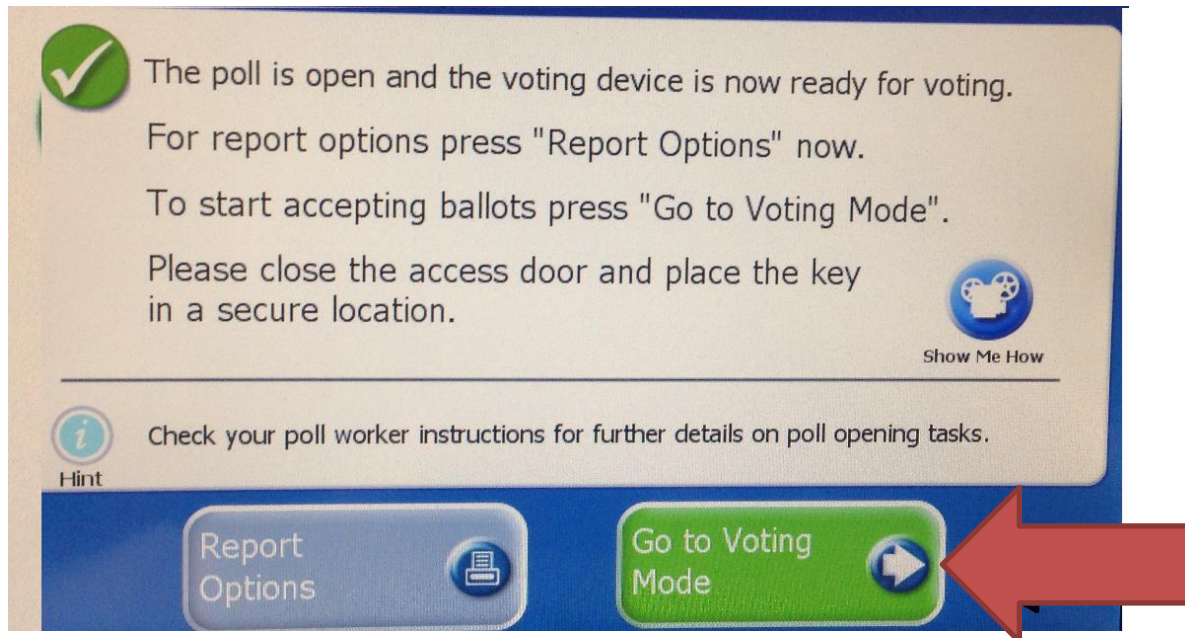 The poll is open and the voting device is now ready for voting.
For report options press "Report Options" now.
To start accepting ballots press "Go to Voting Mode".
Please close the access door and place the key
in a secure location.
Show Me How
Check your poll worker instructions for further details on poll opening tasks.
Hint
Report
Options
Go to Voting
Mode